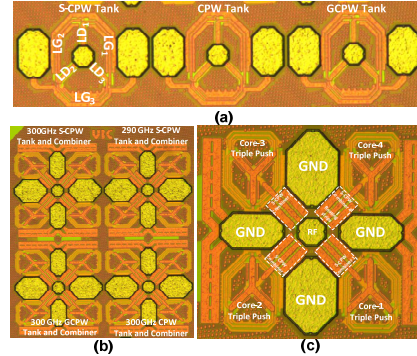 S-CPW Tank
CPW Tank
GCPW Tank
LG2
LD1
LG1
LD2
LD3
LG3
(a)
300GHz S-CPW
Tank and Combiner
290 GHz S-CPW
Tank and Combiner
300GHz GCPW
Tank and Combiner
300GHz CPW
Tank and Combiner
(b)
Core-3
Triple Push
GND
Core-4
Triple Push
GND
RF
GND
Core-2
Triple Push
GND
Core-1
Triple Push
(c)